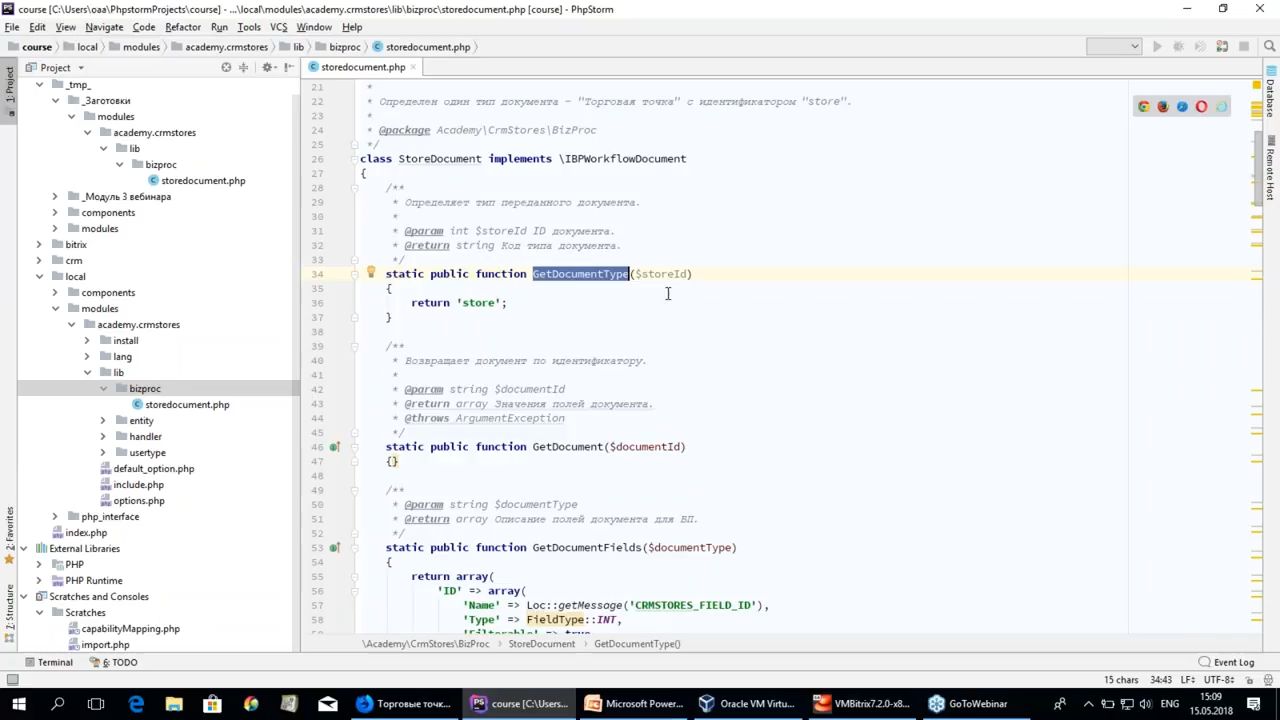 course [C:\Users\oaa\PhpstormProjects\course] - ...\local\modules\academy.crmstores\lib\bizproc\storedocument.php [course] - PhpStorm
File Edit View Navigate Code Refactor Run Tools VCS Window Help
course local modules academy.crmstores lib bizproc storedocument.php
Project
storedocument.php
1: Project
_tmp_
_Заготовки
modules
academy.crmstores
lib
bizproc
storedocument.php
_Модуль 3 вебинара
components
modules
bitrix
crm
local
components
modules
academy.crmstores
install
lang
lib
bizproc
storedocument.php
entity
handler
usertype
default_option.php
include.php
options.php
php_interface
index.php
External Libraries
PHP
PHP Runtime
Scratches and Consoles
Scratches
capabilityMapping.php
import.php
2: Favorites
7: Structure
21 *
22 * Определен один тип документа - "Торговая точка" с идентификатором "store".
23 *
24 * @package Academy\CrmStores\BizProc
25 */
26 class StoreDocument implements \IBPWorkflowDocument
27 {
28 /**
29 * Определяет тип переданного документа.
30 *
31 * @param int $storeId ID документа.
32 * @return string Код типа документа.
33 */
34 static public function GetDocumentType($storeId)
35 {
36 return 'store';
37 }
38
39 /**
40 * Возвращает документ по идентификатору.
41 *
42 * @param string $documentId
43 * @return array Значения полей документа.
44 * @throws ArgumentException
45 */
46 static public function GetDocument($documentId)
47 {}
48
49 /**
50 * @param string $documentType
51 * @return array Описание полей документа для БП.
52 */
53 static public function GetDocumentFields($documentType)
54 {
55 return array(
56 'ID' => array(
57 'Name' => Loc::getMessage('CRMSTORES_FIELD_ID'),
58 'Type' => FieldType::INT,
'Filterable' => true,
Database
Remote Host
\Academy\CrmStores\BizProc StoreDocument GetDocumentType()
Terminal 6: TODO Event Log
15 chars 34:43 LF÷ UTF-8÷
Торговые точк... course [C:\Users... Microsoft Power... Oracle VM Virtu... VMBitrix7.2.0-x8... GoToWebinar ENG
15:09
15.05.2018